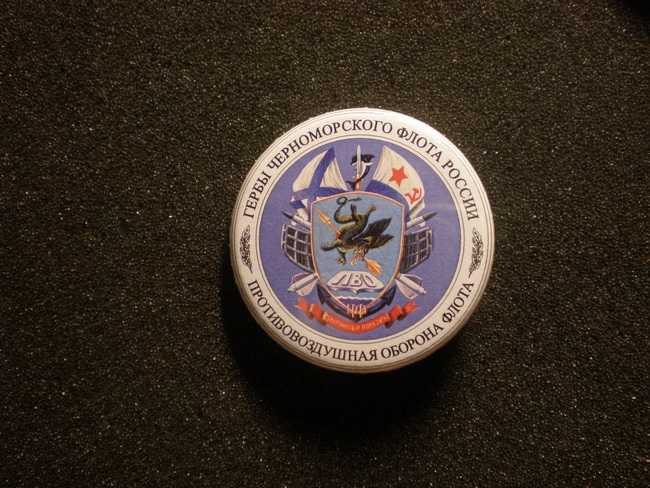 ГЕРБЫ ЧЕРНОМОРСКОГО ФЛОТА РОССИИ
ПВО
ПРОТИВОВОЗДУШНАЯ ОБОРОНА ФЛОТА